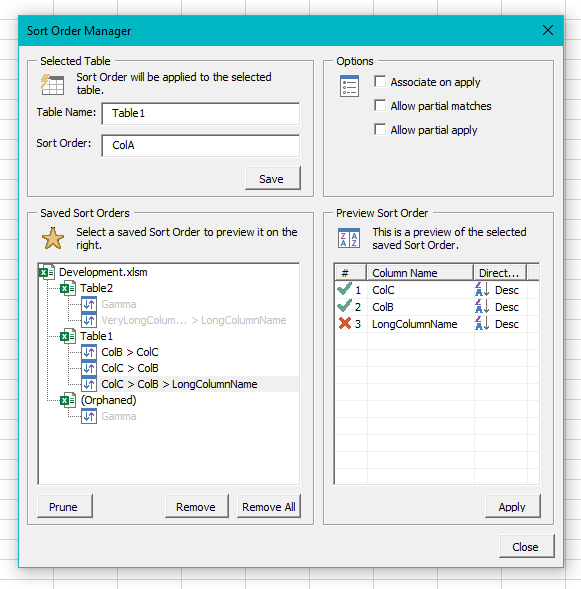 Sort Order Manager
Selected Table
Sort Order will be applied to the selected
table.
Table Name: Table1
Sort Order: ColA
Save
Options
Associate on apply
Allow partial matches
Allow partial apply
Saved Sort Orders
Select a saved Sort Order to preview it on the
right.
Development.xlsm
Table2
Gamma
VeryLongColum... > LongColumnName
Table1
ColB > ColC
ColC > ColB
ColC > ColB > LongColumnName
(Orphaned)
Gamma
Prune Remove Remove All
Preview Sort Order
This is a preview of the selected
saved Sort Order.
# Column Name Direct...
1 ColC Desc
2 ColB Desc
3 LongColumnName Desc
Apply
Close